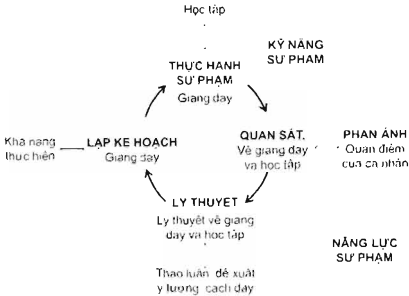 Học tập
KỸ NĂNG
SƯ PHẠM
THỰC HÀNH
SƯ PHẠM
Giảng dạy
Khả năng
thực hiện
LẬP KẾ HOẠCH
Giảng dạy
QUAN SÁT.
Về giảng dạy
và học tập
PHẢN ÁNH
Quan điểm
của cá nhân
LÝ THUYẾT
Lý thuyết về giảng
dạy và học tập
NĂNG LỰC
SƯ PHẠM
Thảo luận đề xuất
ý tưởng cách dạy